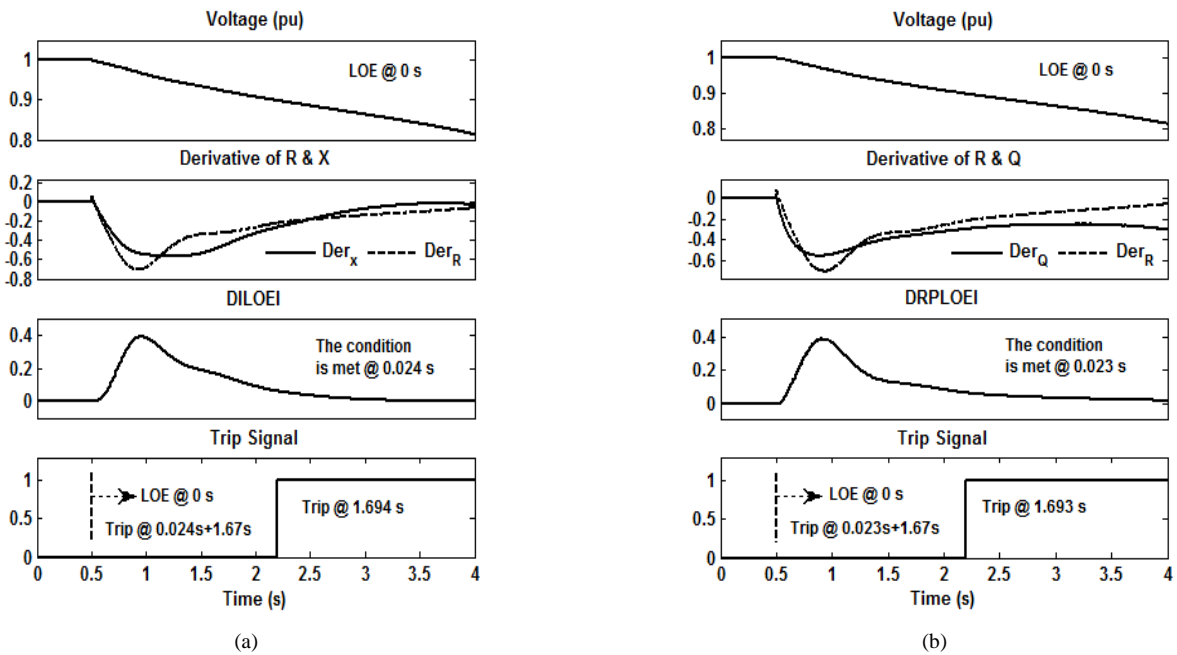 Voltage (pu)
1
0.9
0.8
LOE @ 0 s
Derivative of R & X
0.2
0
-0.2
-0.4
-0.6
-0.8
Derx DerR
DILOEI
0.4
0.2
0
The condition
is met @ 0.024 s
Trip Signal
1
0.5
0
LOE @ 0 s
Trip @ 0.024s+1.67s
Trip @ 1.694 s
0 0.5 1 1.5 2 2.5 3 3.5 4
Time (s)
(a)
Voltage (pu)
1
0.9
0.8
LOE @ 0 s
Derivative of R & Q
0
-0.2
-0.4
-0.6
DerQ DerR
DRPLOEI
0.4
0.2
0
The condition
is met @ 0.023 s
Trip Signal
1
0.5
0
LOE @ 0 s
Trip @ 0.023s+1.67s
Trip @ 1.693 s
0 0.5 1 1.5 2 2.5 3 3.5 4
Time (s)
(b)